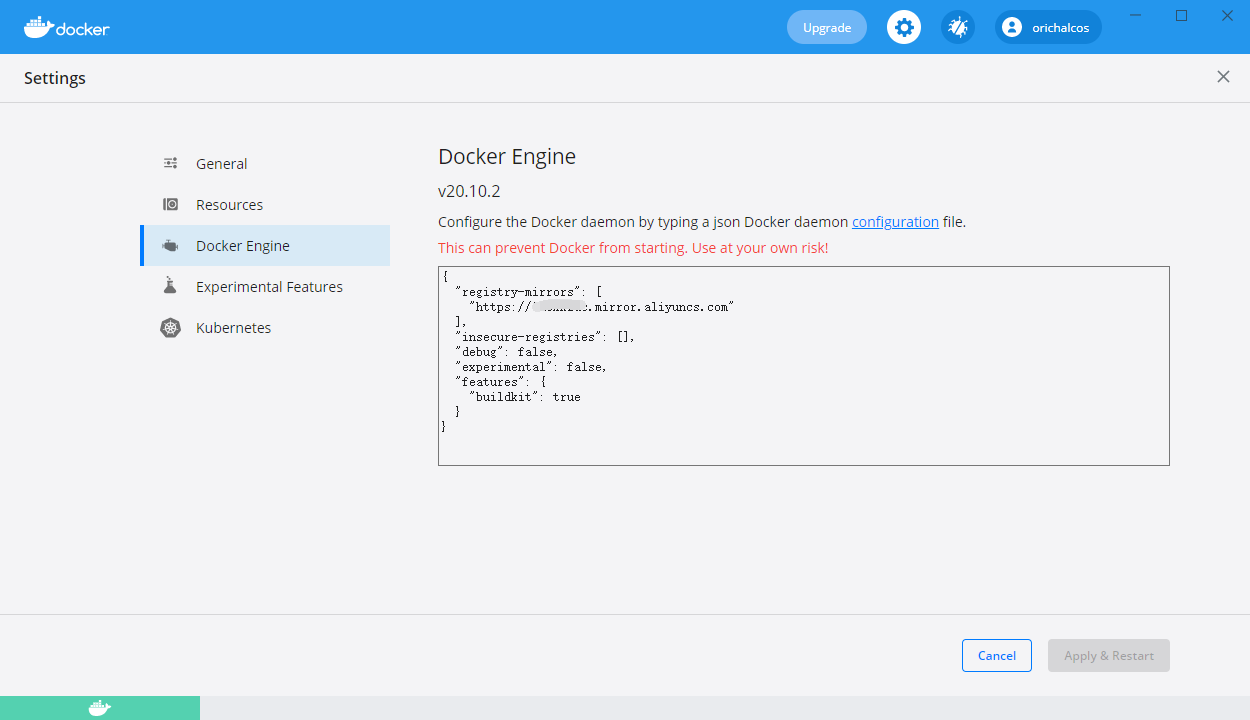 docker
Upgrade
orichalcos
Settings
General
Resources
Docker Engine
Experimental Features
Kubernetes
Docker Engine
v20.10.2
Configure the Docker daemon by typing a json Docker daemon configuration file.
This can prevent Docker from starting. Use at your own risk!
{
"registry-mirrors": [
"https://.mirror.aliyuncs.com"
],
"insecure-registries": [],
"debug": false,
"experimental": false,
"features": {
"buildkit": true
}
}
Cancel
Apply & Restart